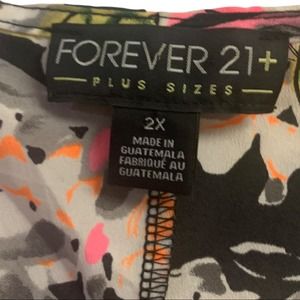 FOREVER 21+
PLUS SIZES
2X
MADE IN
GUATEMALA
FABRIQUÉ AU
GUATEMALA